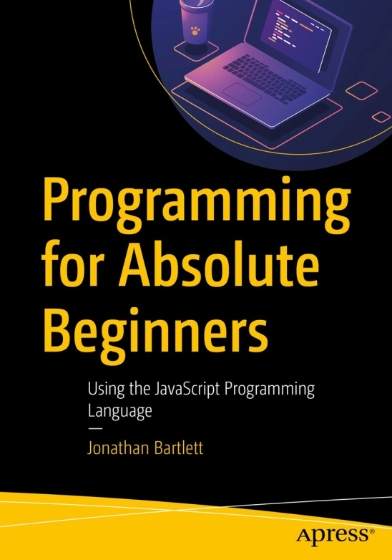 Programming
for Absolute
Beginners
Using the JavaScript Programming
Language
—
Jonathan Bartlett
Apress®